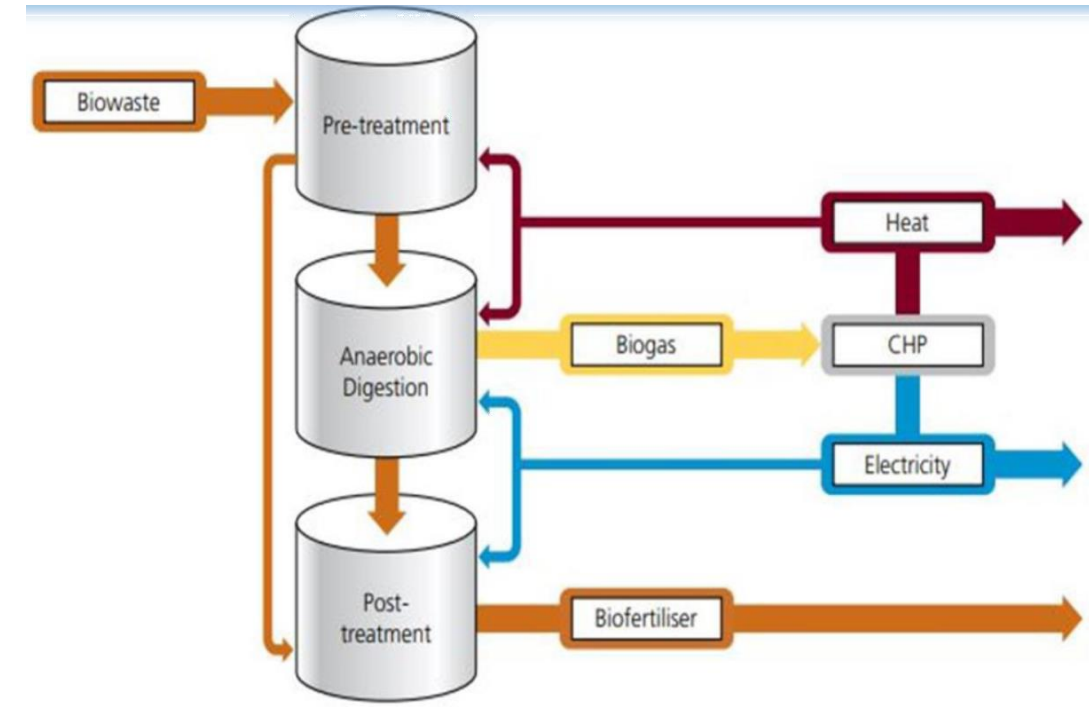 Biowaste
Pre-treatment
Heat
Anaerobic
Digestion
Biogas
CHP
Electricity
Post-
treatment
Biofertiliser